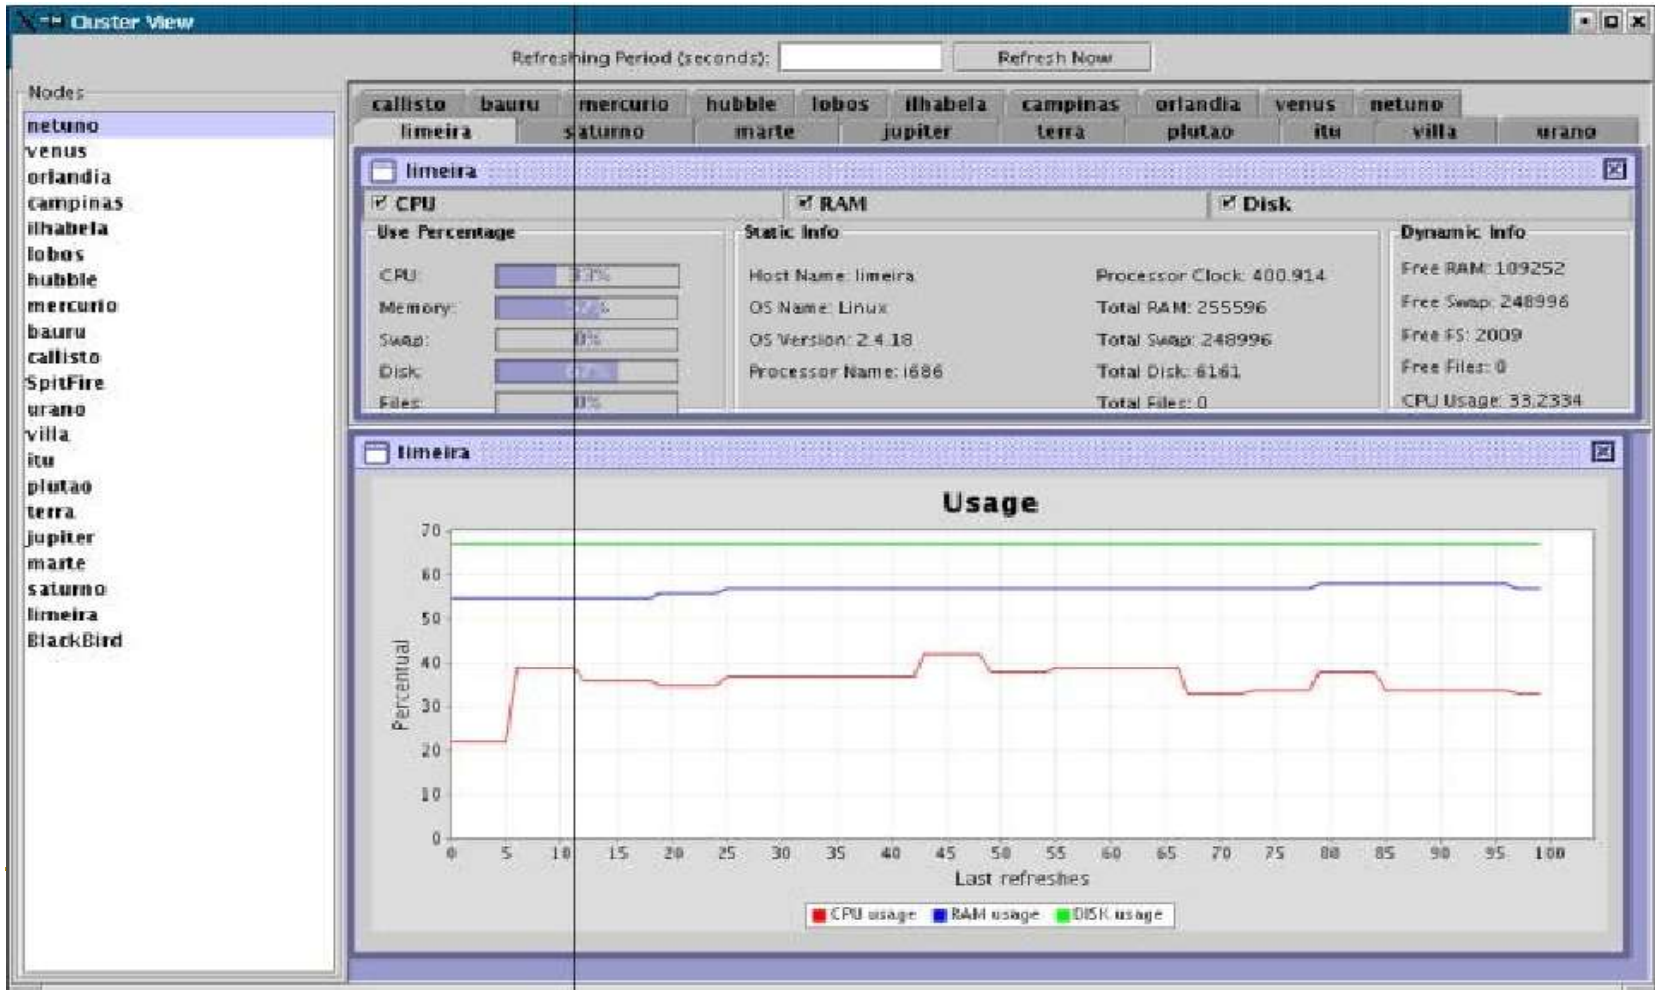 Cluster View
Refreshing Period (seconds): Refresh Now
Nodes
netuno
venus
orlandia
campinas
ilhabela
lobos
hubble
mercurio
bauru
callisto
SpitFire
urano
villa
itu
plutao
terra
jupiter
marte
saturno
limeira
BlackBird
callisto bauru mercurio hubble lobos ilhabela campinas orlandia venus netuno
limeira saturno marte jupiter terra plutao itu villa urano
limeira
CPU RAM Disk
Use Percentage Static Info Dynamic Info
CPU: 33% Host Name: limeira Processor Clock: 400.914 Free RAM: 109252
Memory: 57% OS Name: Linux Total RAM: 255596 Free Swap: 248996
Swap: 0% OS Version: 2.4.18 Total Swap: 248996 Free FS: 2009
Disk: 67% Processor Name: i686 Total Disk: 6161 Free Files: 0
Files: 0% Total Files: 0 CPU Usage: 33.2334
limeira
Usage
70
60
50
40
30
20
10
0
Percentual
0 5 10 15 20 25 30 35 40 45 50 55 60 65 70 75 80 85 90 95 100
Last refreshes
CPU usage RAM usage DISK usage